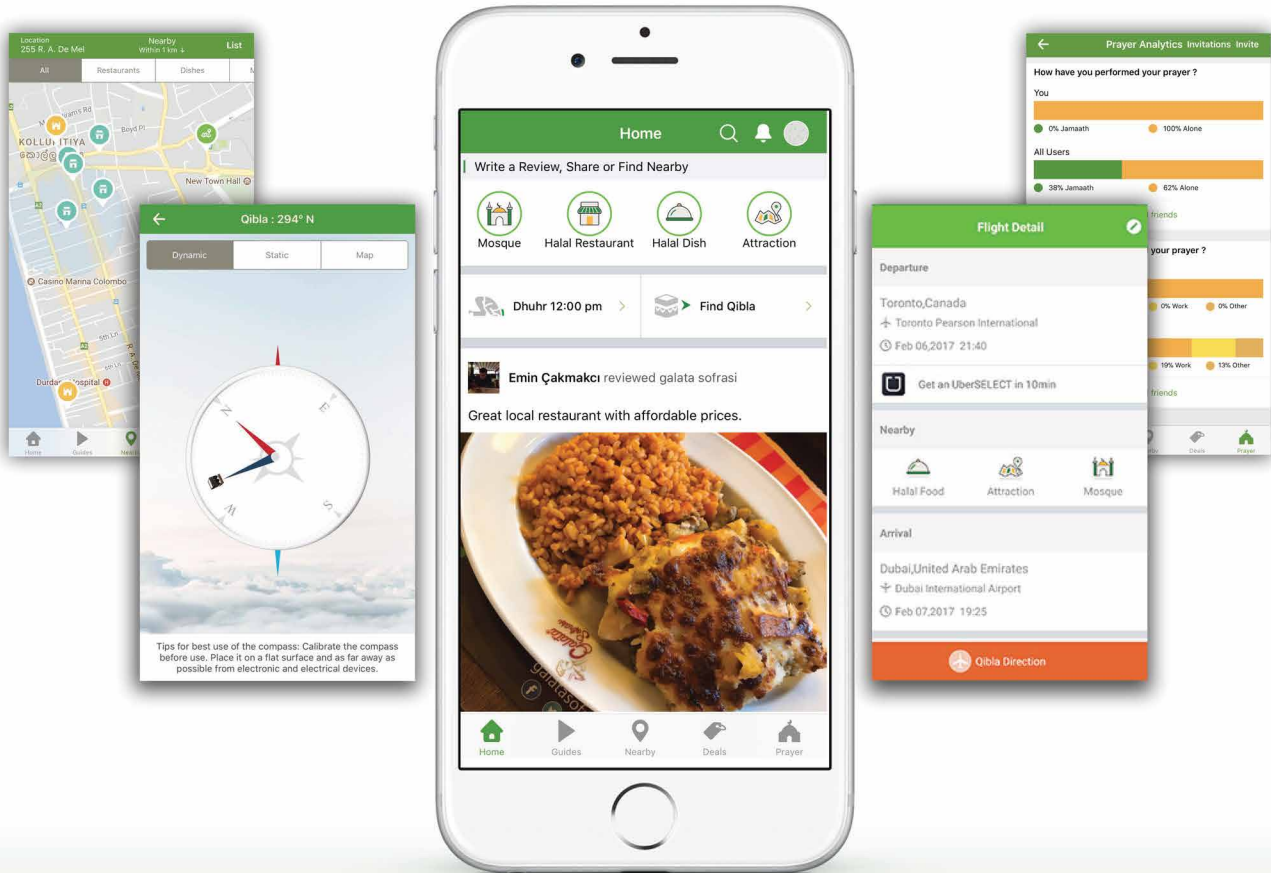 Location
255 R. A. De Mel
Nearby
Within 1 km ↓
List
All
Restaurants
Dishes
M
Boyd Pl
KOLLUPITIYA
New Town Hall
Casino Marina Colombo
5th Ln
R. A. De
Durdans Hospital
Home
Guides
Qibla : 294° N
Dynamic
Static
Map
N
E
W
S
Tips for best use of the compass: Calibrate the compass
before use. Place it on a flat surface and as far away as
possible from electronic and electrical devices.
Home
Write a Review, Share or Find Nearby
Mosque
Halal Restaurant
Halal Dish
Attraction
Dhuhr 12:00 pm
Find Qibla
Emin Çakmakcı reviewed galata sofrasi
Great local restaurant with affordable prices.
Galata
Sofrası
galatasof
Home
Guides
Nearby
Deals
Prayer
Flight Detail
Departure
Toronto,Canada
Toronto Pearson International
Feb 06,2017 21:40
Get an UberSELECT in 10min
Nearby
Halal Food
Attraction
Mosque
Arrival
Dubai,United Arab Emirates
Dubai International Airport
Feb 07,2017 19:25
Qibla Direction
Prayer Analytics
Invitations
Invite
How have you performed your prayer ?
You
0% Jamaath
100% Alone
All Users
38% Jamaath
62% Alone
friends
your prayer ?
0% Work
0% Other
19% Work
13% Other
friends
Deals
Prayer